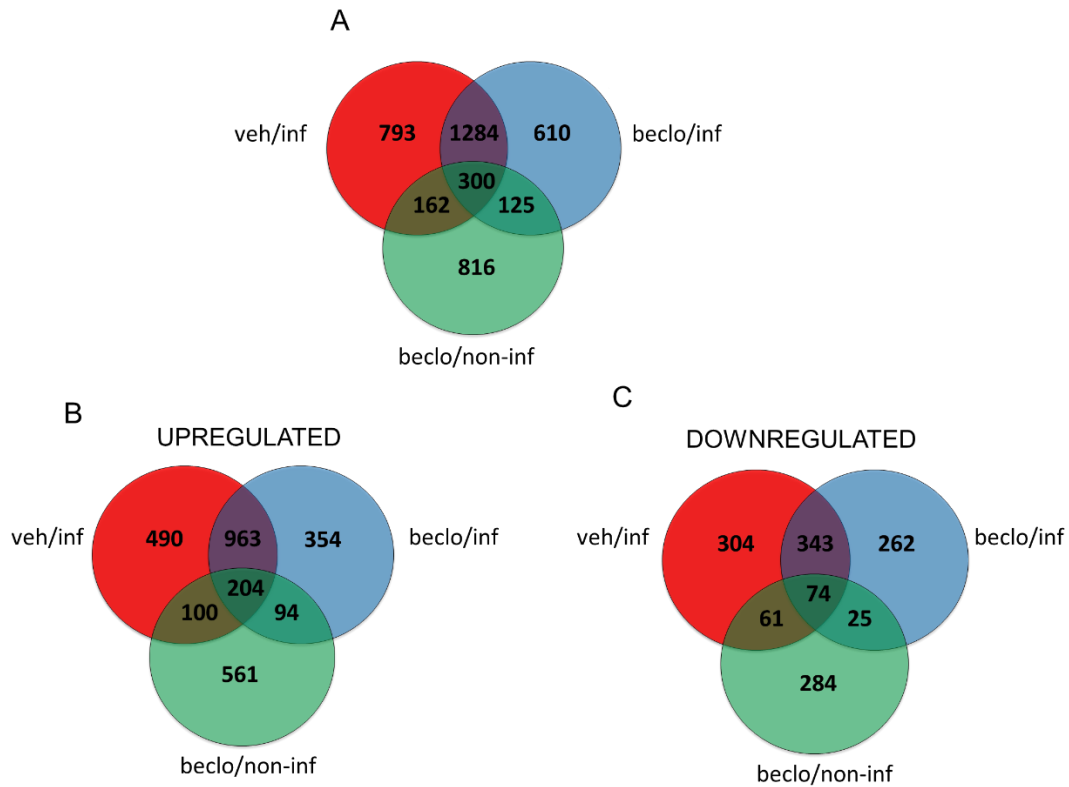 A
veh/inf 793 1284 610 beclo/inf
300
162 125
816
beclo/non-inf
B
UPREGULATED
veh/inf 490 963 354 beclo/inf
204
100 94
561
beclo/non-inf
C
DOWNREGULATED
veh/inf 304 343 262 beclo/inf
74
61 25
284
beclo/non-inf